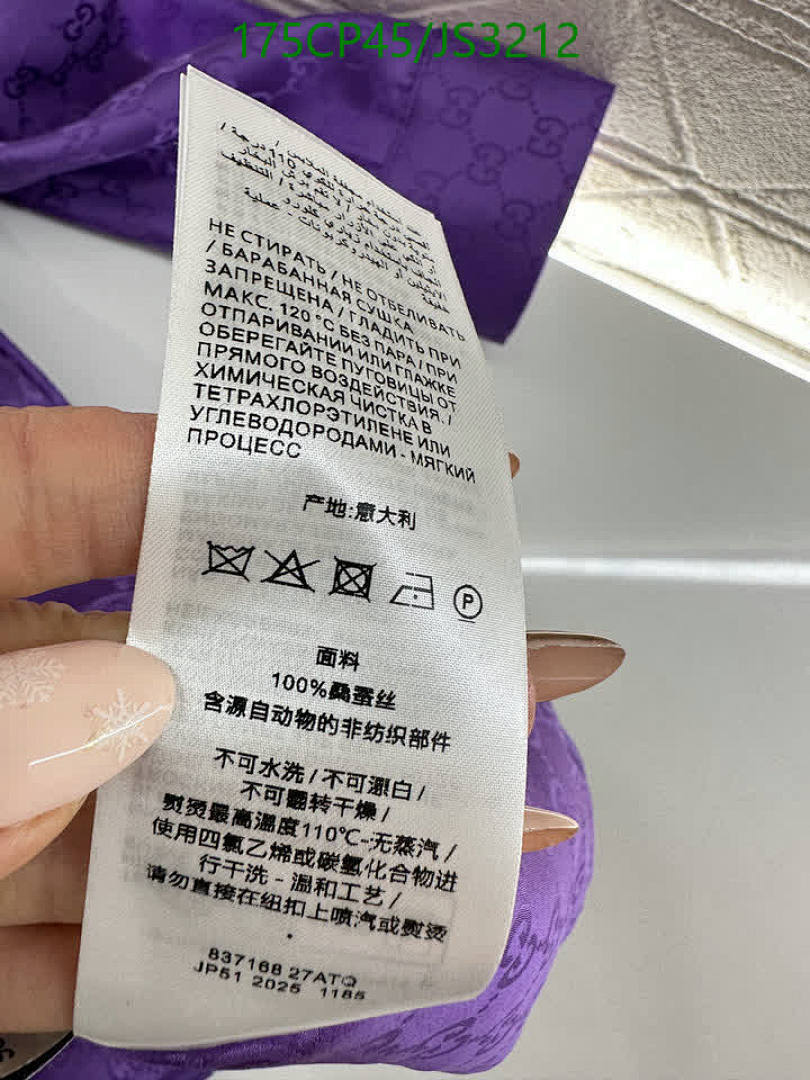 175CP45/JS3212
НЕ СТИРАТЬ / НЕ ОТБЕЛИВАТЬ
/ БАРАБАННАЯ СУШКА
ЗАПРЕЩЕНА / ГЛАДИТЬ ПРИ
МАКС. 120 °C БЕЗ ПАРА / ПРИ
ОТПАРИВАНИИ ИЛИ ГЛАЖКЕ
ОБЕРЕГАЙТЕ ПУГОВИЦЫ ОТ
ПРЯМОГО ВОЗДЕЙСТВИЯ. /
ХИМИЧЕСКАЯ ЧИСТКА В
ТЕТРАХЛОРЭТИЛЕНЕ ИЛИ
УГЛЕВОДОРОДАМИ - МЯГКИЙ
ПРОЦЕСС
产地:意大利
P
面料
100%桑蚕丝
含源自动物的非纺织部件
不可水洗 / 不可漂白 /
不可翻转干燥 /
熨烫最高温度110℃-无蒸汽 /
使用四氯乙烯或碳氢化合物进
行干洗 - 温和工艺 /
请勿直接在纽扣上喷汽或熨烫
837168 27ATQ
JP51 2025 1185